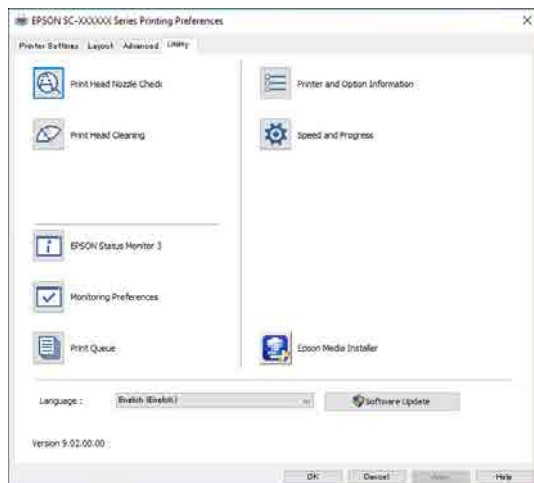 EPSON SC-XXXXXX Series Printing Preferences
Printer Settings Layout Advanced Utility
Print Head Nozzle Check
Print Head Cleaning
EPSON Status Monitor 3
Monitoring Preferences
Print Queue
Printer and Option Information
Speed and Progress
Epson Media Installer
Language : English (English) Software Update
Version 9.02.00.00
OK Cancel Help